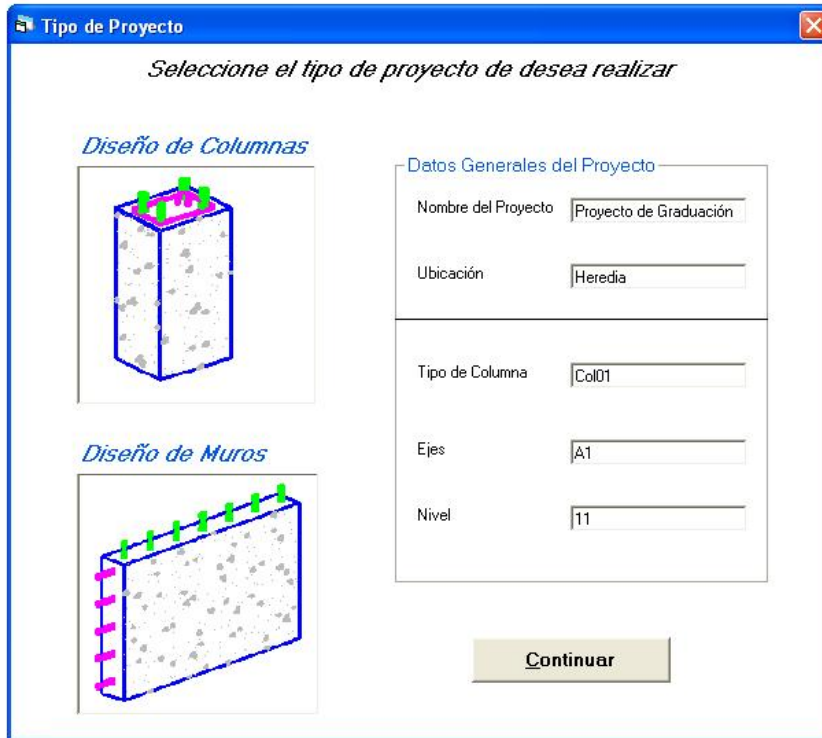 Tipo de Proyecto
Seleccione el tipo de proyecto de desea realizar
Diseño de Columnas
Diseño de Muros
Datos Generales del Proyecto
Nombre del Proyecto Proyecto de Graduación
Ubicación Heredia
Tipo de Columna Col01
Ejes A1
Nivel 11
Continuar